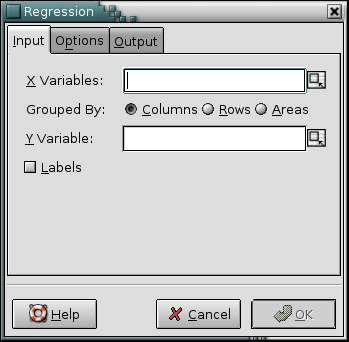 Regression
Input Options Output
X Variables:
Grouped By: Columns Rows Areas
Y Variable:
Labels
Help Cancel OK